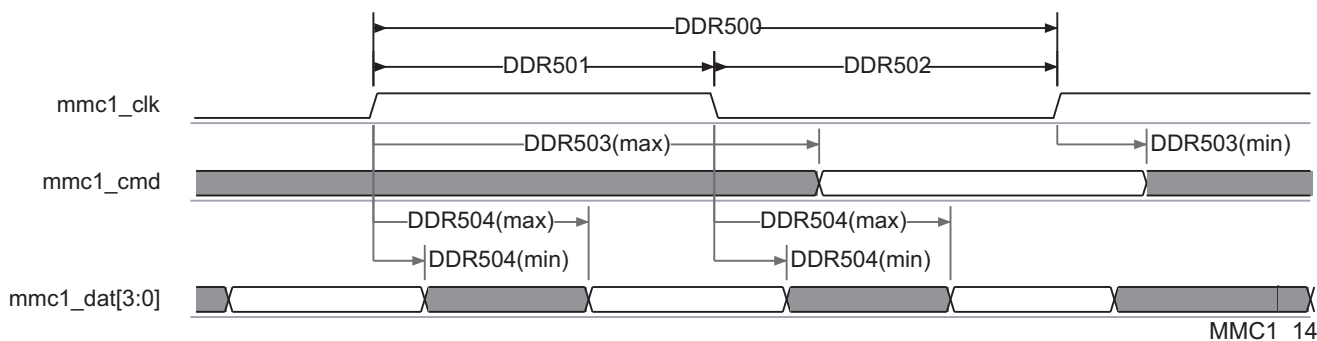 DDR500
DDR501 DDR502
mmc1_clk
DDR503(max) DDR503(min)
mmc1_cmd
DDR504(max) DDR504(max)
DDR504(min) DDR504(min)
mmc1_dat[3:0]
MMC1_14